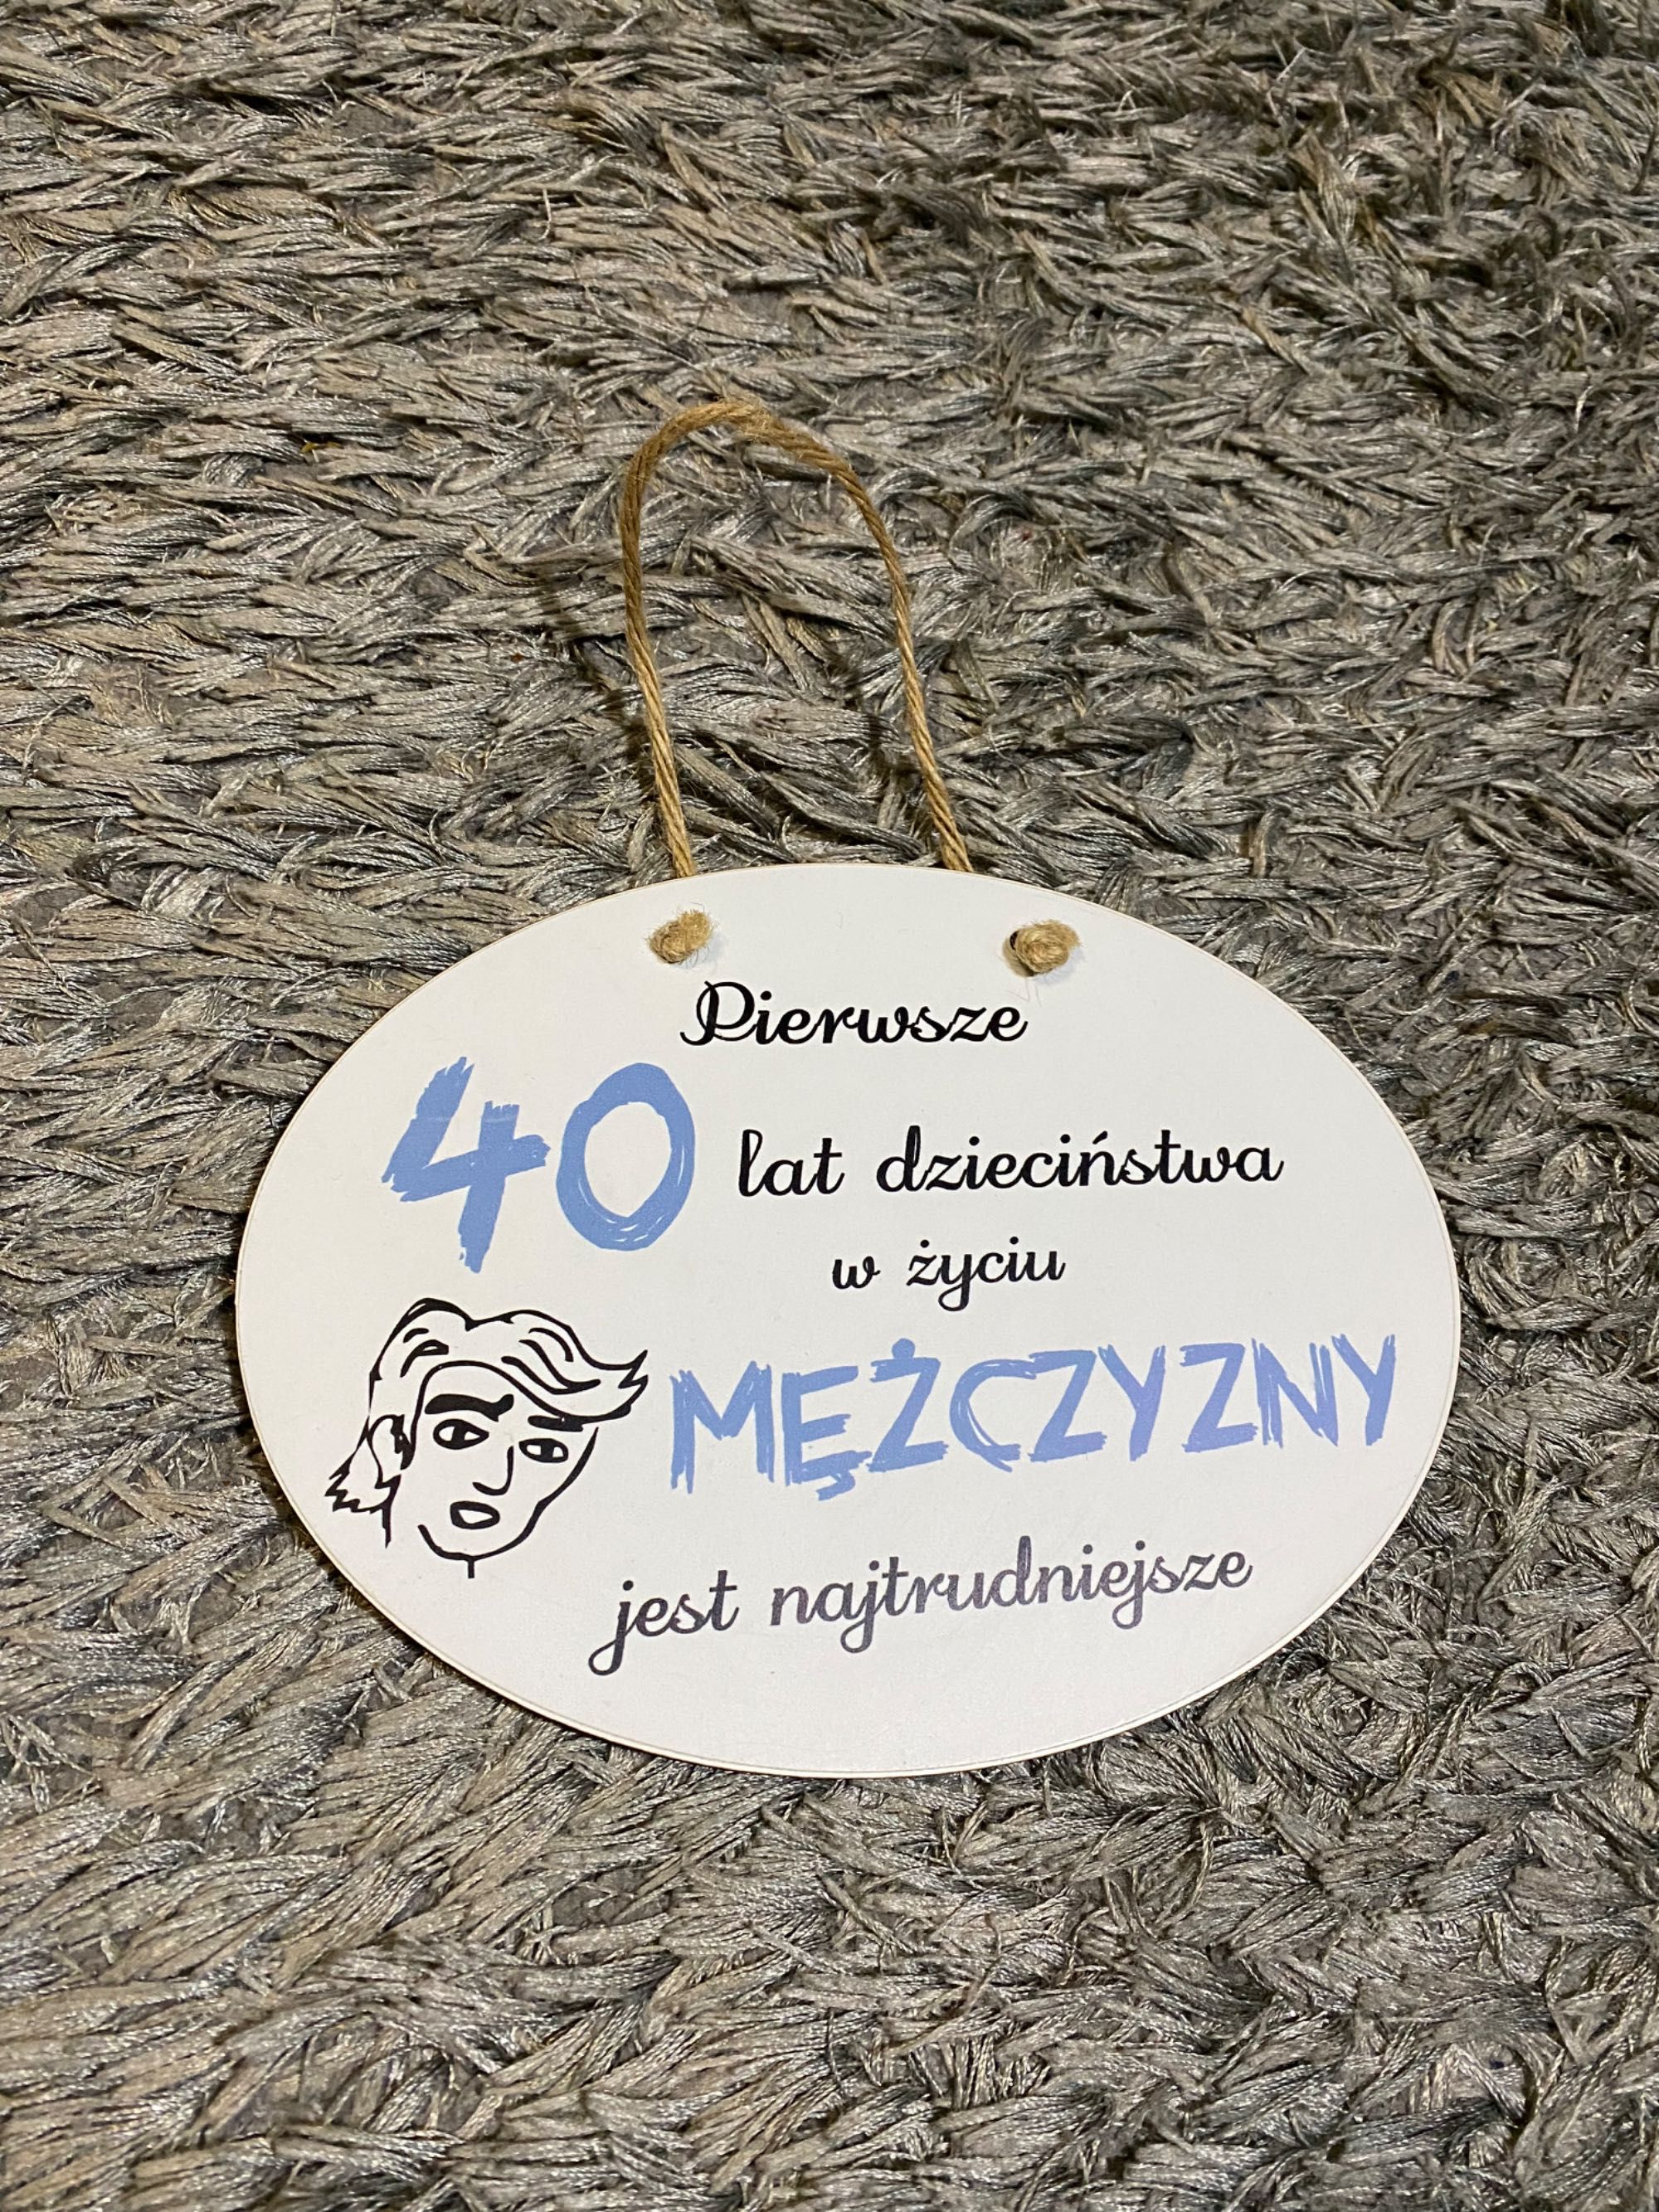 Pierwsze
40 lat dzieciństwa
w życiu
MĘŻCZYZNY
jest najtrudniejsze